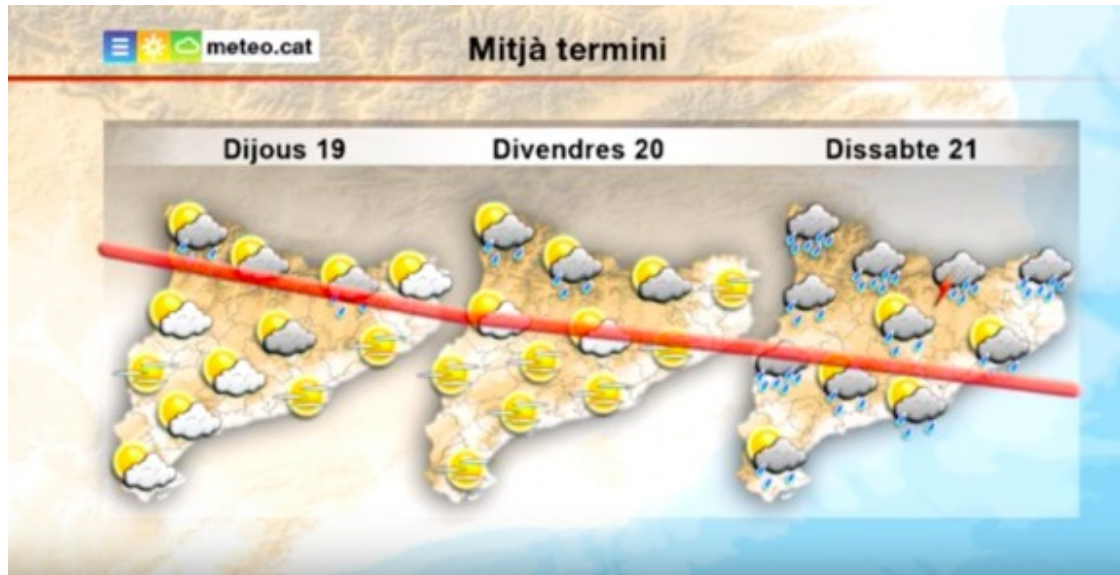 meteo.cat
Mitjà termini
Dijous 19
Divendres 20
Dissabte 21